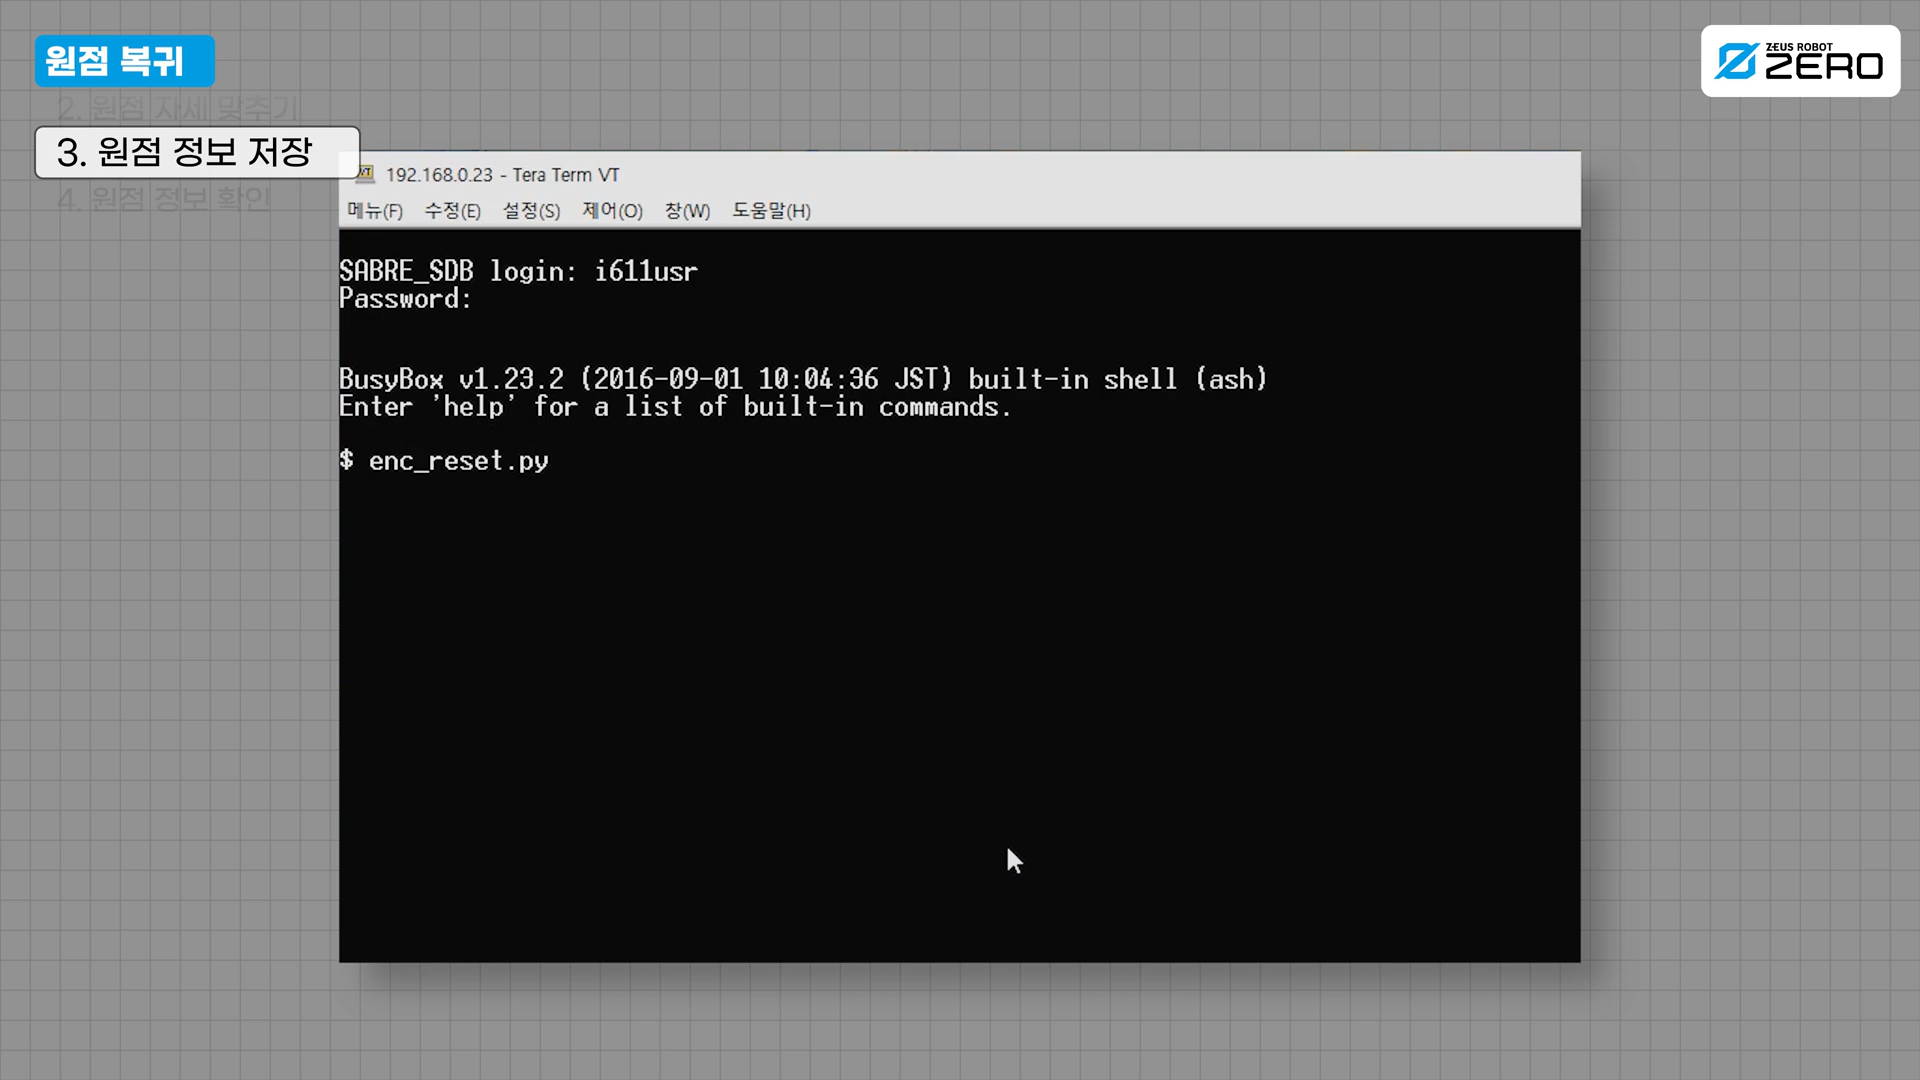 원점 복귀
ZEUS ROBOT
ZERO
2. 원점 자세 맞추기
3. 원점 정보 저장
4. 원점 정보 확인
VT
192.168.0.23 - Tera Term VT
메뉴(F) 수정(E) 설정(S) 제어(O) 창(W) 도움말(H)
SABRE_SDB login: i611usr
Password:
BusyBox v1.23.2 (2016-09-01 10:04:36 JST) built-in shell (ash)
Enter 'help' for a list of built-in commands.
$ enc_reset.py